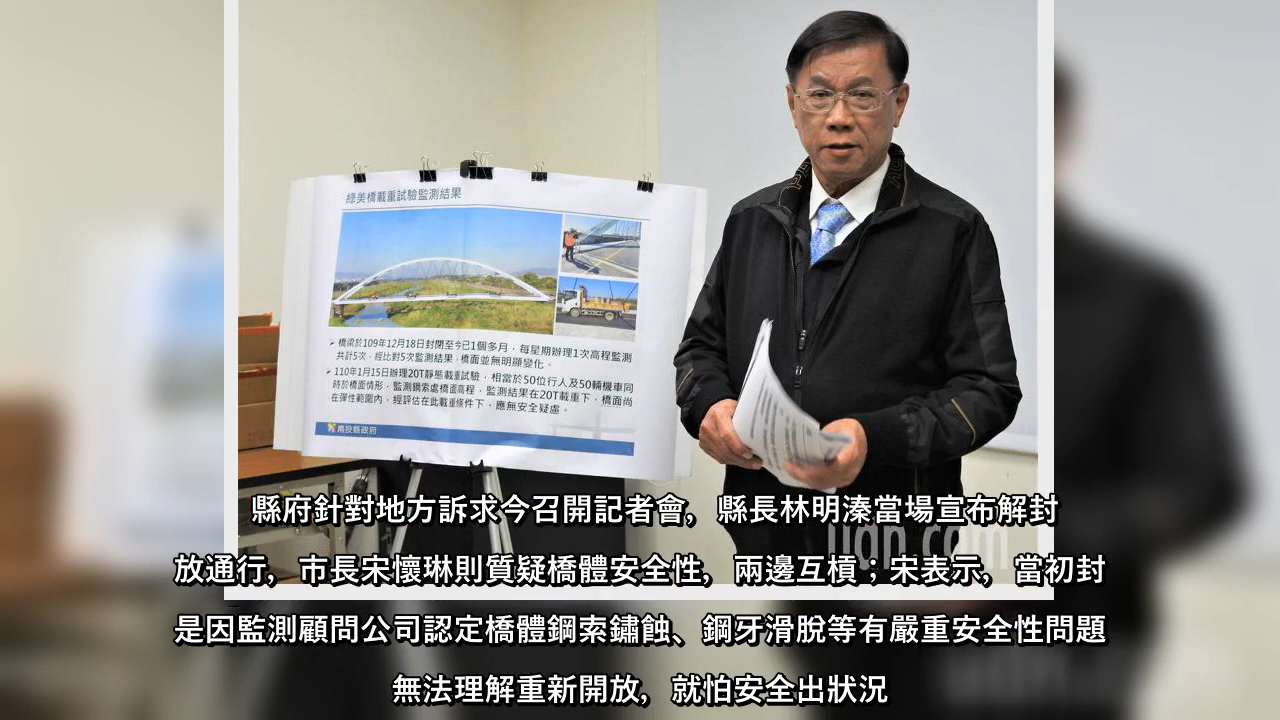 綠美橋載重試驗監測結果
橋梁於109年12月18日封閉至今已1個多月，每星期辦理1次高程監測
共計5次，經比對5次監測結果，橋面並無明顯變化。
110年1月15日辦理20T靜態載重試驗，相當於50位行人及50輛機車同
時於橋面情形，監測鋼索處橋面高程，監測結果在20T載重下，橋面尚
在彈性範圍內，經評估在此載重條件下，應無安全疑慮。
南投縣政府
縣府針對地方訴求今召開記者會，縣長林明溱當場宣布解封
放通行，市長宋懷琳則質疑橋體安全性，兩邊互槓；宋表示，當初封
是因監測顧問公司認定橋體鋼索鏽蝕、鋼牙滑脫等有嚴重安全性問題
無法理解重新開放，就怕安全出狀況
udn.com